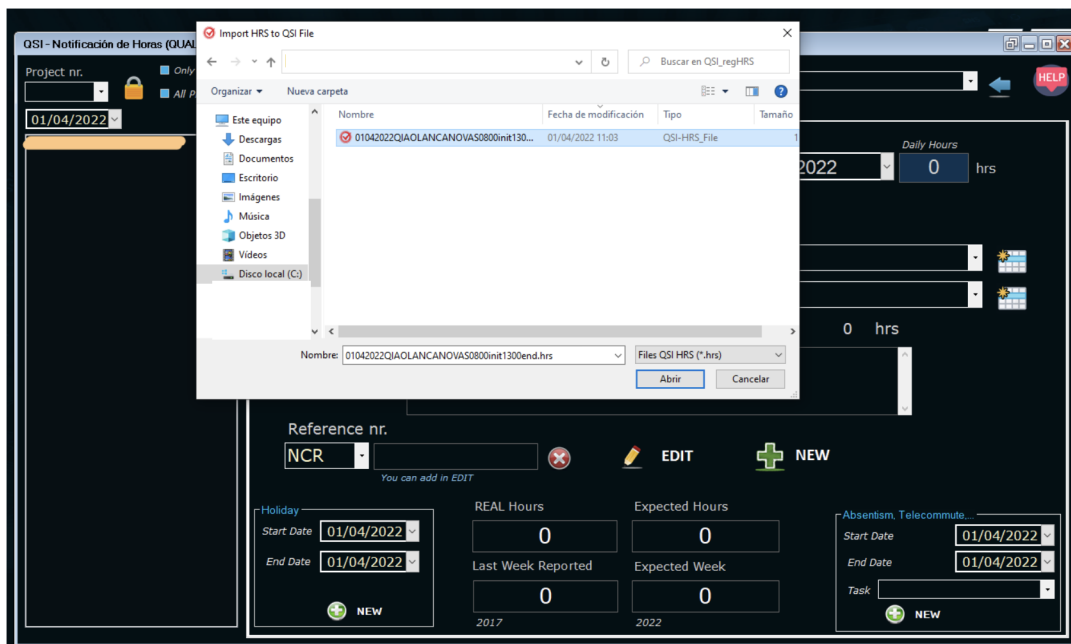 Import HRS to QSI File
QSI - Notificación de Horas (QUAL
Project nr.
Only
All P
01/04/2022
HELP
Buscar en QSI_regHRS
Organizar
Nueva carpeta
Nombre
Fecha de modificación
Tipo
Tamaño
Este equipo
Descargas
Documentos
Escritorio
Imágenes
Música
Objetos 3D
Vídeos
Disco local (C:)
01042022QIAOLANCANOVAS0800init130...
01/04/2022 11:03
QSI-HRS_File
1
Nombre:
01042022QIAOLANCANOVAS0800init1300end.hrs
Files QSI HRS (*.hrs)
Abrir
Cancelar
Daily Hours
2022
0
hrs
0 hrs
Reference nr.
NCR
You can add in EDIT
EDIT
NEW
Holiday
Start Date
01/04/2022
End Date
01/04/2022
NEW
REAL Hours
0
Expected Hours
0
Last Week Reported
0
2017
Expected Week
0
2022
Absentism, Telecommute,...
Start Date
01/04/2022
End Date
01/04/2022
Task
NEW